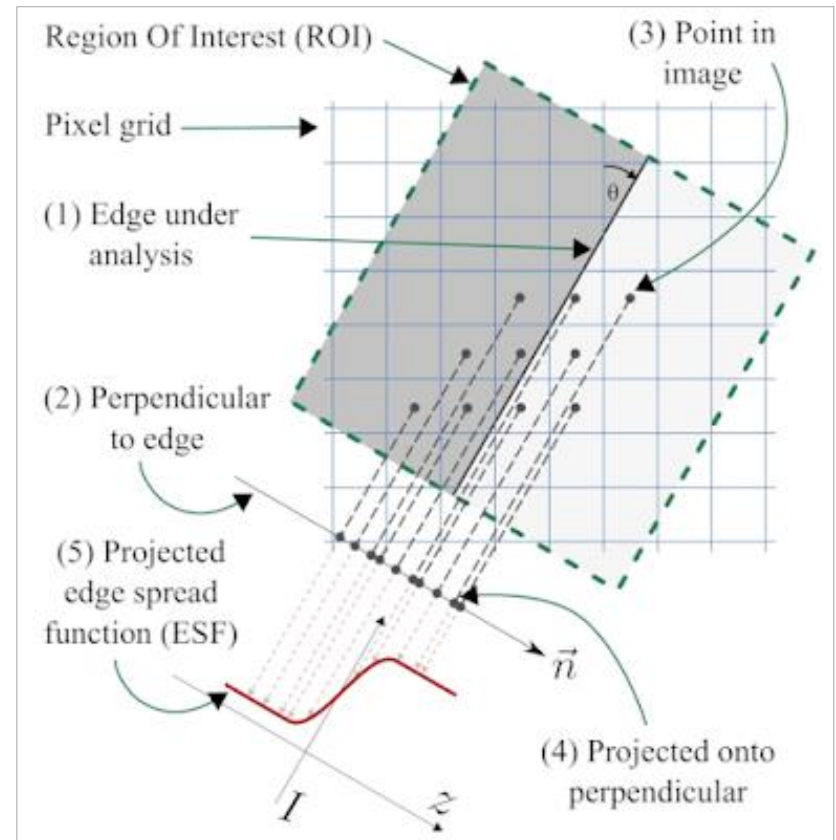 Region Of Interest (ROI)
(3) Point in
image
Pixel grid
θ
(1) Edge under
analysis
(2) Perpendicular
to edge
(5) Projected
edge spread
function (ESF)
n⃗
(4) Projected onto
perpendicular
I
z